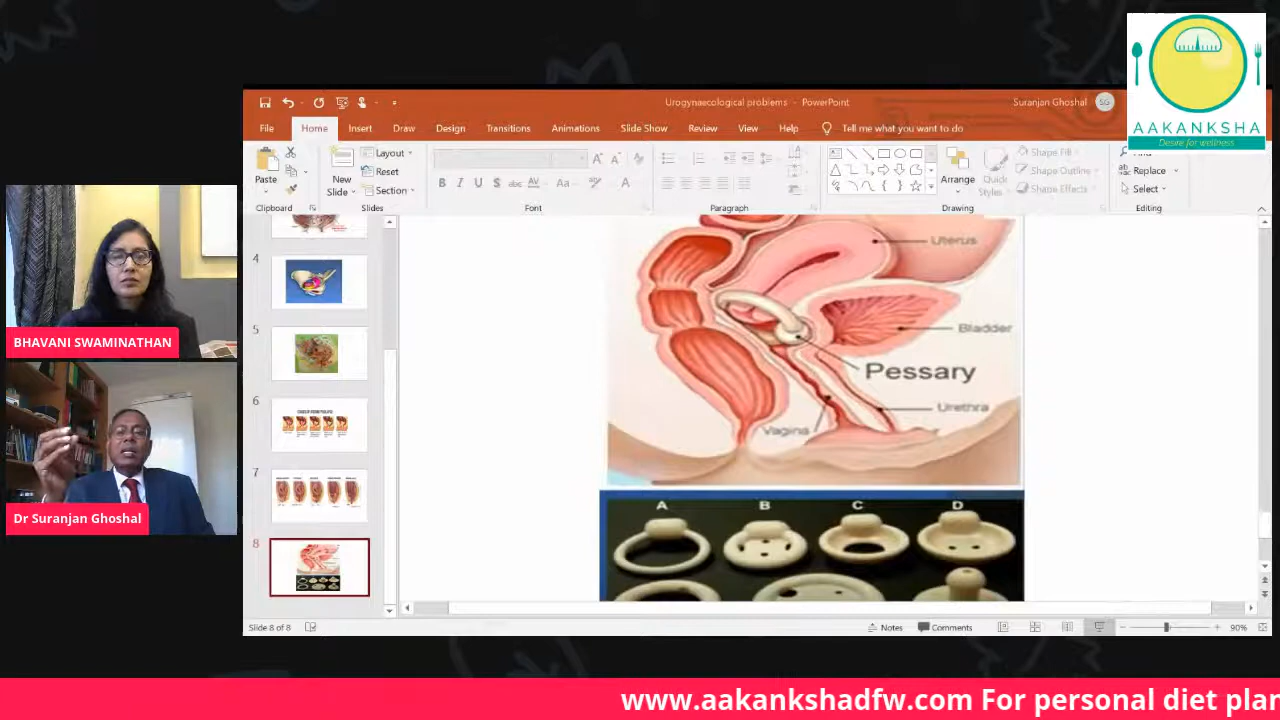 AAKANKSHA
Desire for wellness
Urogynaecological problems - PowerPoint
Suranjan Ghoshal
SG
File Home Insert Draw Design Transitions Animations Slide Show Review View Help Tell me what you want to do
Paste
Clipboard
New
Slide
Layout
Reset
Section
Slides
B I U S abc AV Aa A
Font
Paragraph
Arrange
Quick
Styles
Shape Fill
Shape Outline
Shape Effects
Drawing
Replace
Select
Editing
4
5
6
7
8
Uterus
Bladder
Pessary
Urethra
Vagina
A B C D
BHAVANI SWAMINATHAN
Dr Suranjan Ghoshal
Slide 8 of 8
Notes
Comments
90%
www.aakankshadfw.com For personal diet plan